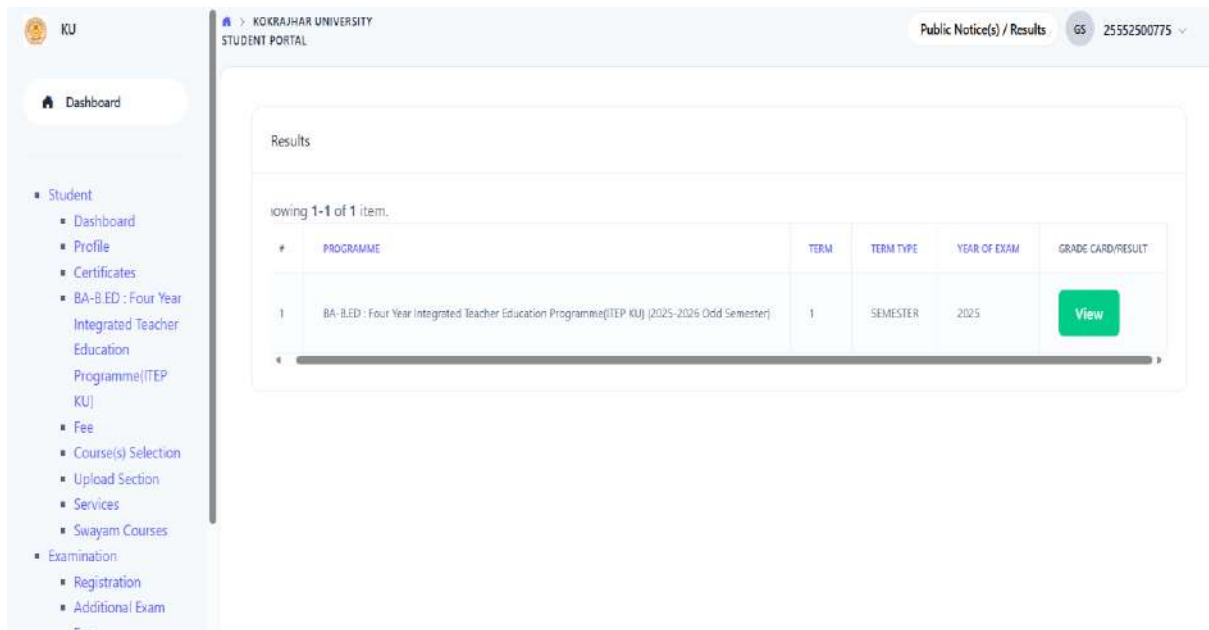 KU
KOKRAJHAR UNIVERSITY
STUDENT PORTAL
Public Notice(s) / Results
GS
25552500775
Dashboard
Results
owing 1-1 of 1 item.
# PROGRAMME TERM TERM TYPE YEAR OF EXAM GRADE CARD/RESULT
1 BA-B.ED : Four Year Integrated Teacher Education Programme(ITEP KU) (2025-2026 Odd Semester) 1 SEMESTER 2025 View
Student
Dashboard
Profile
Certificates
BA-B.ED : Four Year
Integrated Teacher
Education
Programme(ITEP
KU)
Fee
Course(s) Selection
Upload Section
Services
Swayam Courses
Examination
Registration
Additional Exam